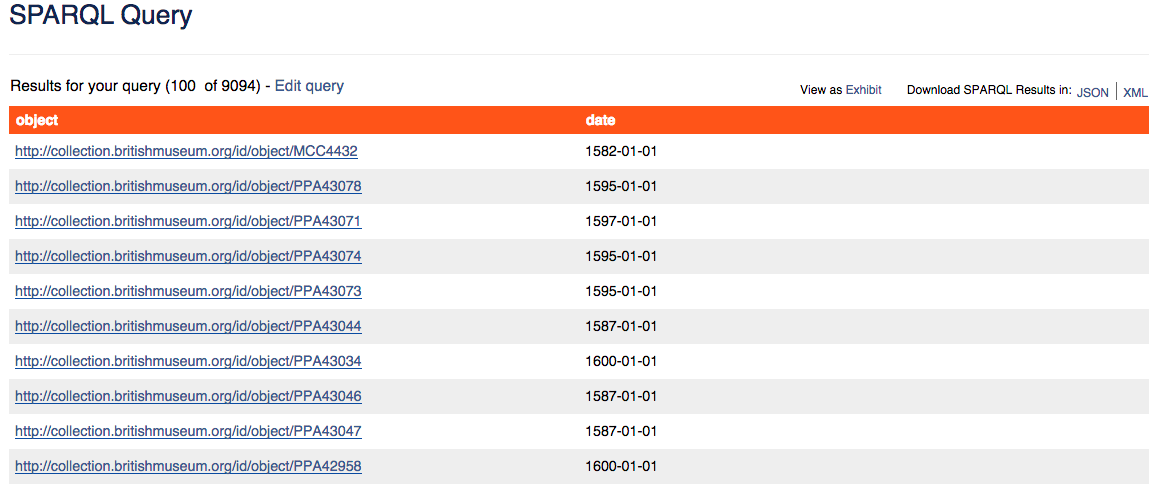 SPARQL Query
Results for your query (100 of 9094) - Edit query View as Exhibit Download SPARQL Results in: JSON XML
object date
http://collection.britishmuseum.org/id/object/MCC4432 1582-01-01
http://collection.britishmuseum.org/id/object/PPA43078 1595-01-01
http://collection.britishmuseum.org/id/object/PPA43071 1597-01-01
http://collection.britishmuseum.org/id/object/PPA43074 1595-01-01
http://collection.britishmuseum.org/id/object/PPA43073 1595-01-01
http://collection.britishmuseum.org/id/object/PPA43044 1587-01-01
http://collection.britishmuseum.org/id/object/PPA43034 1600-01-01
http://collection.britishmuseum.org/id/object/PPA43046 1587-01-01
http://collection.britishmuseum.org/id/object/PPA43047 1587-01-01
http://collection.britishmuseum.org/id/object/PPA42958 1600-01-01